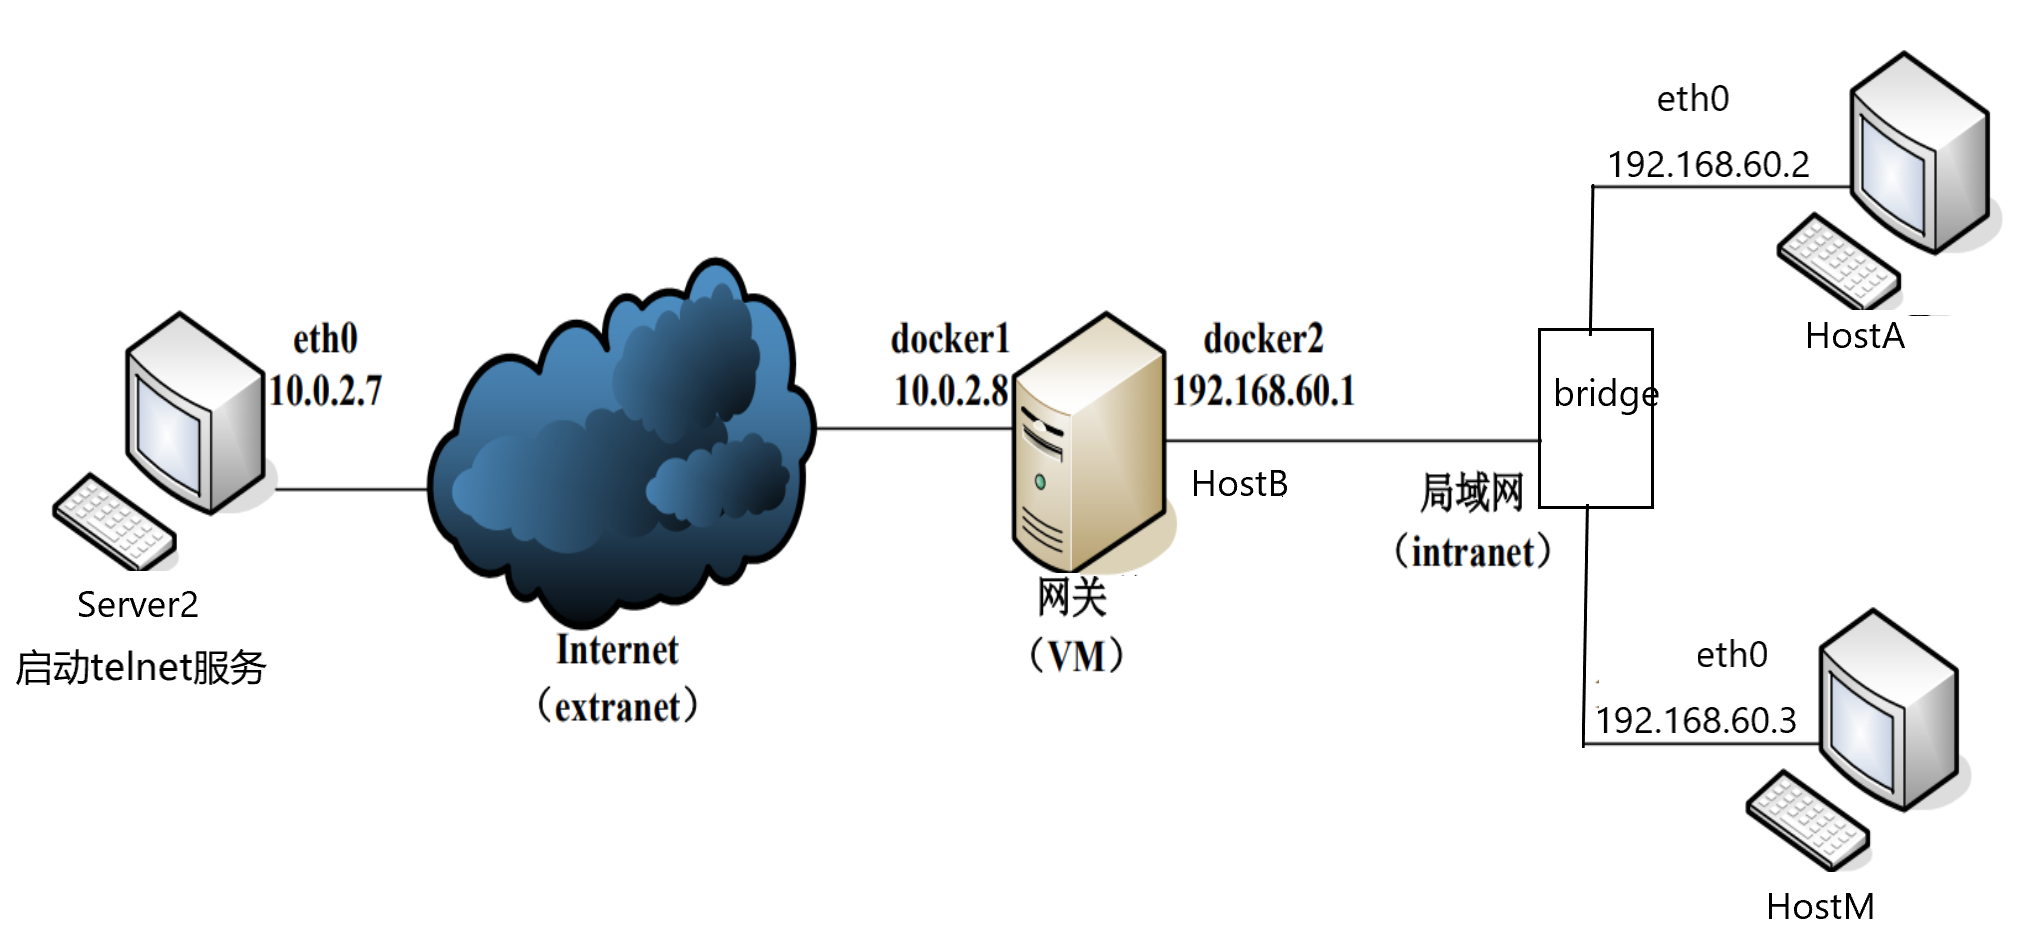 eth0
10.0.2.7
Server2
启动telnet服务
Internet
（extranet）
docker1
10.0.2.8
docker2
192.168.60.1
HostB
网关
（VM）
局域网
（intranet）
bridge
eth0
192.168.60.2
HostA
eth0
192.168.60.3
HostM